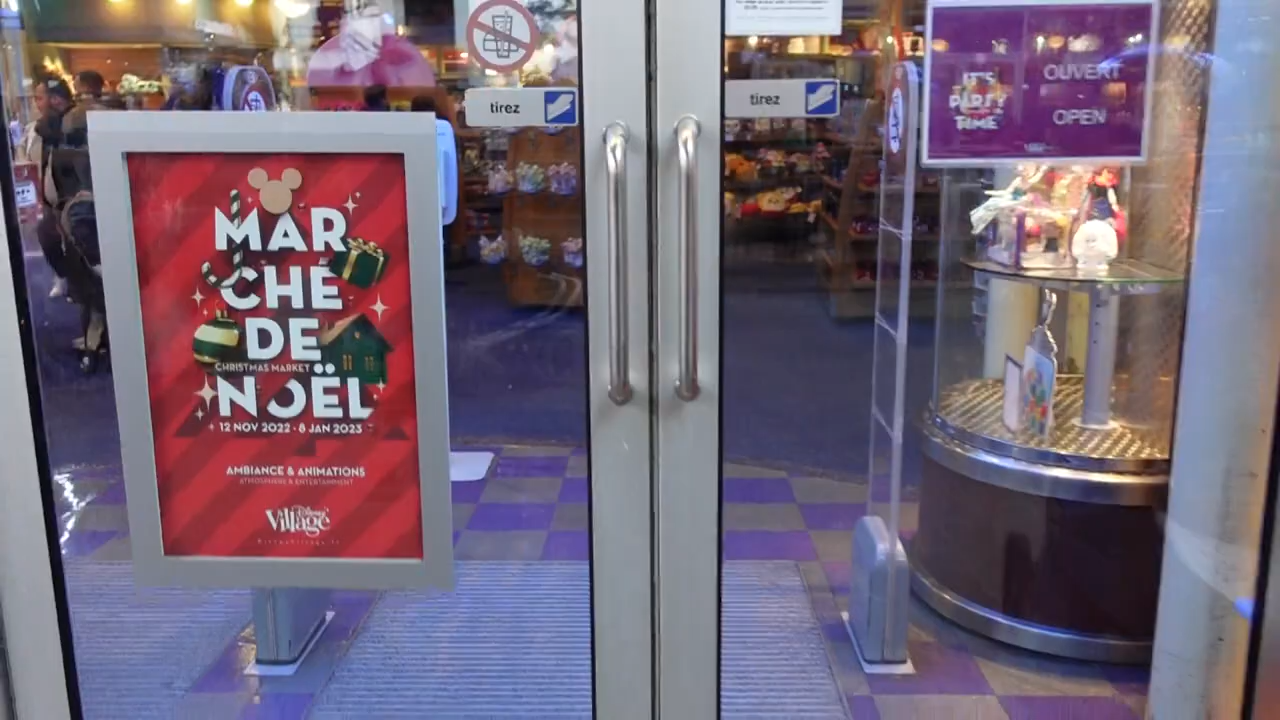 MAR
CHÉ
DE
CHRISTMAS MARKET
NOËL
12 NOV 2022 - 8 JAN 2023
AMBIANCE & ANIMATIONS
ATMOSPHERE & ENTERTAINMENT
Disney
Village
tirez
tirez
IT'S
PARTY
TIME
OUVERT
OPEN